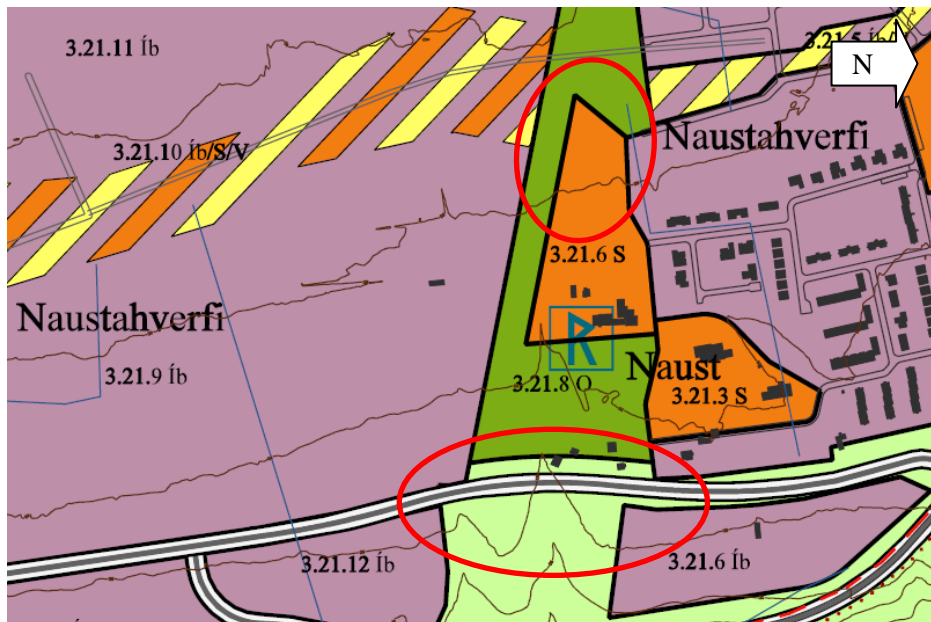 3.21.11 Íb
3.21.5 Íb/
N
Naustahverfi
3.21.10 Íb/S/V
3.21.6 S
Naustahverfi
R
Naust
3.21.9 Íb
3.21.8 O
3.21.3 S
3.21.12 Íb
3.21.6 Íb